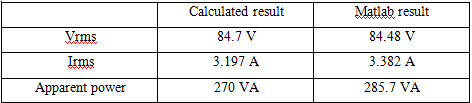 Calculated result Matlab result
Vrms 84.7 V 84.48 V
Irms 3.197 A 3.382 A
Apparent power 270 VA 285.7 VA